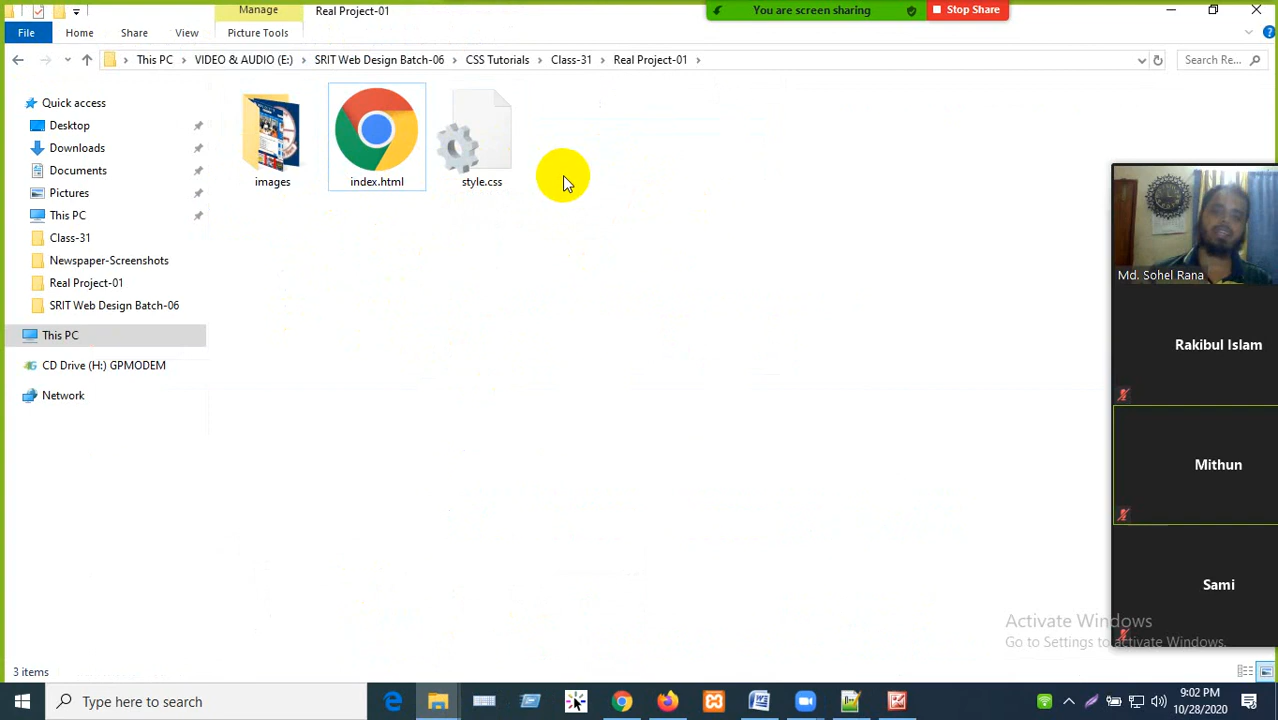 Manage
Real Project-01
You are screen sharing
Stop Share
File
Home
Share
View
Picture Tools
This PC
VIDEO & AUDIO (E:)
SRIT Web Design Batch-06
CSS Tutorials
Class-31
Real Project-01
Search Re...
Quick access
Desktop
Downloads
Documents
Pictures
This PC
Class-31
Newspaper-Screenshots
Real Project-01
SRIT Web Design Batch-06
This PC
CD Drive (H:) GPMODEM
Network
images
index.html
style.css
Md. Sohel Rana
Rakibul Islam
Mithun
Sami
Activate Windows
Go to Settings to activate Windows.
3 items
Type here to search
9:02 PM
10/28/2020